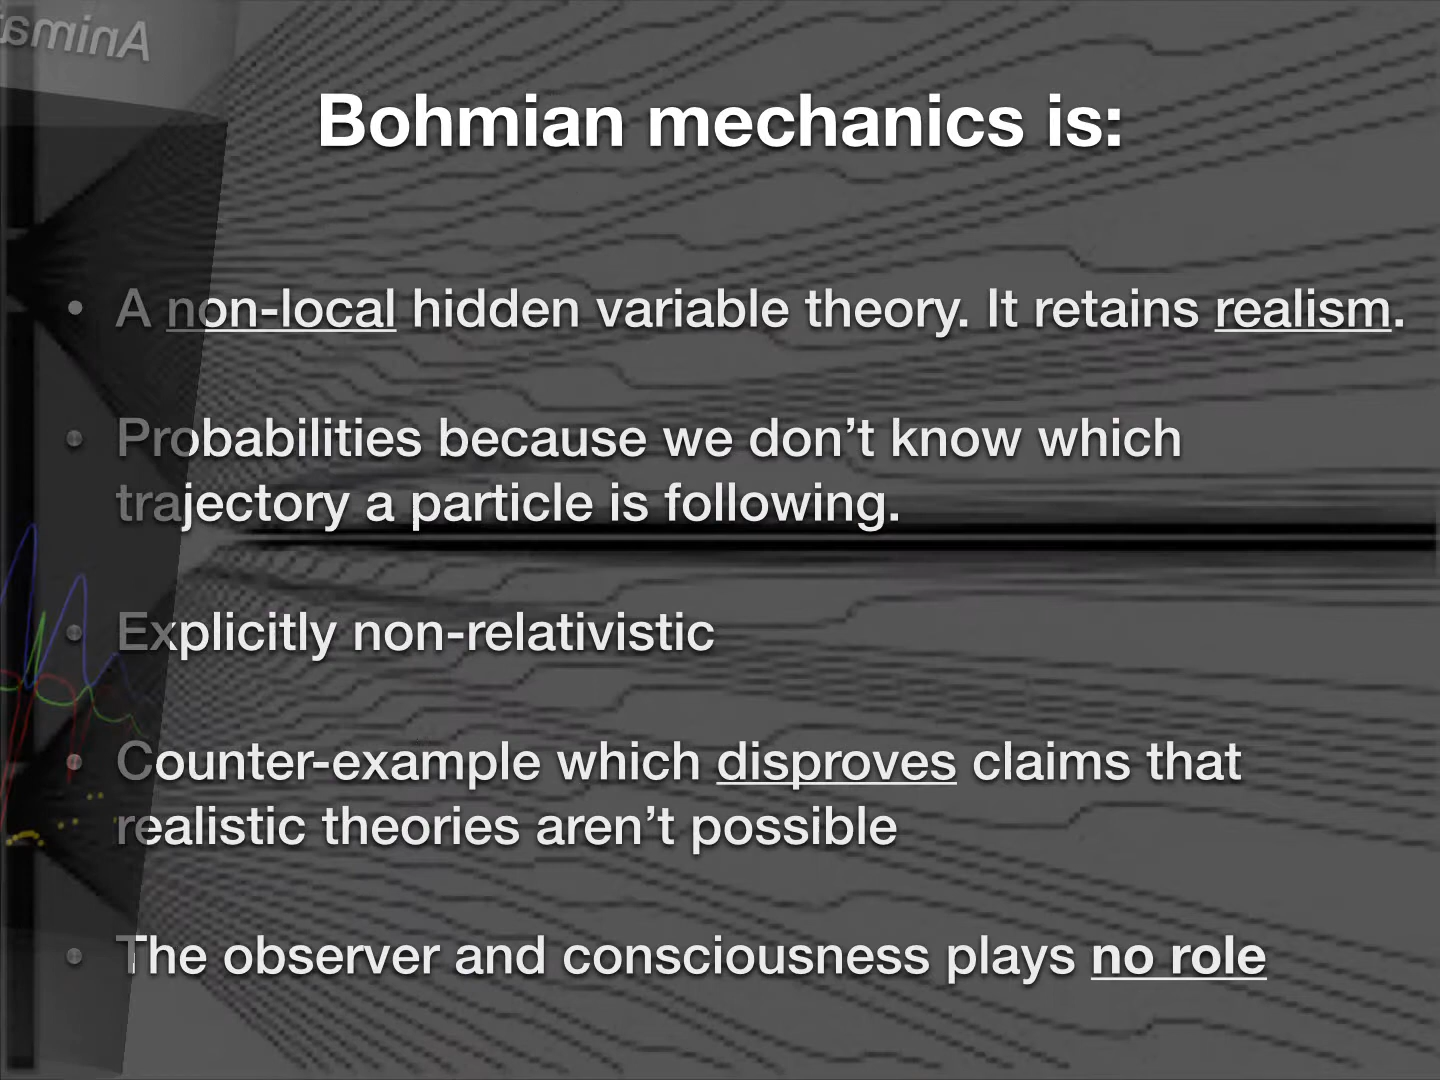 Anima
Bohmian mechanics is:
• A non-local hidden variable theory. It retains realism.
• Probabilities because we don’t know which
trajectory a particle is following.
• Explicitly non-relativistic
• Counter-example which disproves claims that
realistic theories aren’t possible
• The observer and consciousness plays no role